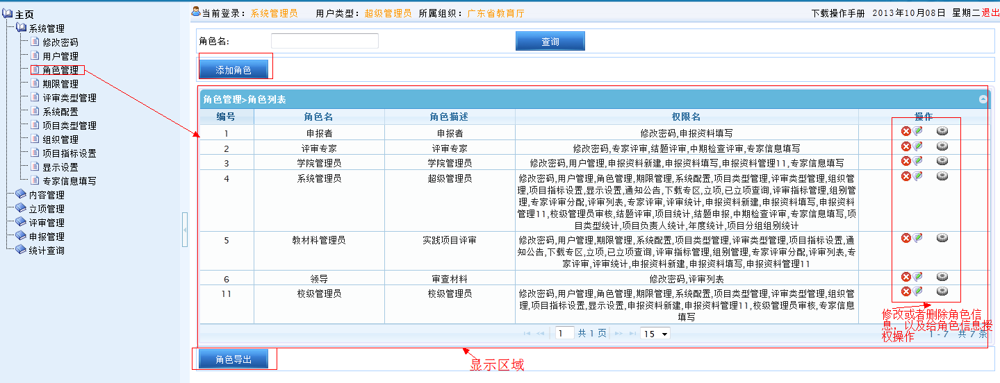 主页
系统管理
修改密码
用户管理
角色管理
期限管理
评审类型管理
系统配置
项目类型管理
组织管理
项目指标设置
显示设置
专家信息填写
内容管理
立项管理
评审管理
申报管理
统计查询
当前登录：系统管理员 用户类型：超级管理员 所属组织：广东省教育厅 下载操作手册 2013年10月08日 星期二退出
角色名: 查询
添加角色
角色管理>角色列表
编号 角色名 角色描述 权限名 操作
1 申报者 申报者 修改密码,申报资料填写
2 评审专家 评审专家 修改密码,专家评审,结题评审,中期检查评审,专家信息填写
3 学院管理员 学院管理员 修改密码,用户管理,申报资料新建,申报资料填写,申报资料管理11,专家信息填写
4 系统管理员 超级管理员 修改密码,用户管理,角色管理,期限管理,系统配置,项目类型管理,评审类型管理,组织管
理,项目指标设置,显示设置,通知公告,下载专区,立项,已立项查询,评审指标管理,组别管
理,专家评审分配,评审列表,专家评审,评审统计,申报资料新建,申报资料填写,申报资料
管理11,校级管理员审核,结题评审,项目统计,结题申报,中期检查评审,专家信息填写,项
目类型统计,项目负责人统计,年度统计,项目分组组别统计
5 教材科管理员 实践项目评审 修改密码,用户管理,期限管理,系统配置,项目类型管理,评审类型管理,项目指标设置,通
知公告,下载专区,立项,已立项查询,评审指标管理,组别管理,专家评审分配,评审列表,专
家评审,评审统计,申报资料新建,申报资料填写,申报资料管理11
6 领导 审查材料 修改密码,评审列表
11 校级管理员 校级管理员 修改密码,用户管理,角色管理,期限管理,系统配置,项目类型管理,评审类型管理,组织管
理,项目指标设置,显示设置,申报资料新建,申报资料管理11,校级管理员审核,专家信息
填写
修改或者删除角色信
息，以及给角色信息授
权操作
1 共 1 页 15 1 - 7 共 7 条
角色导出
显示区域